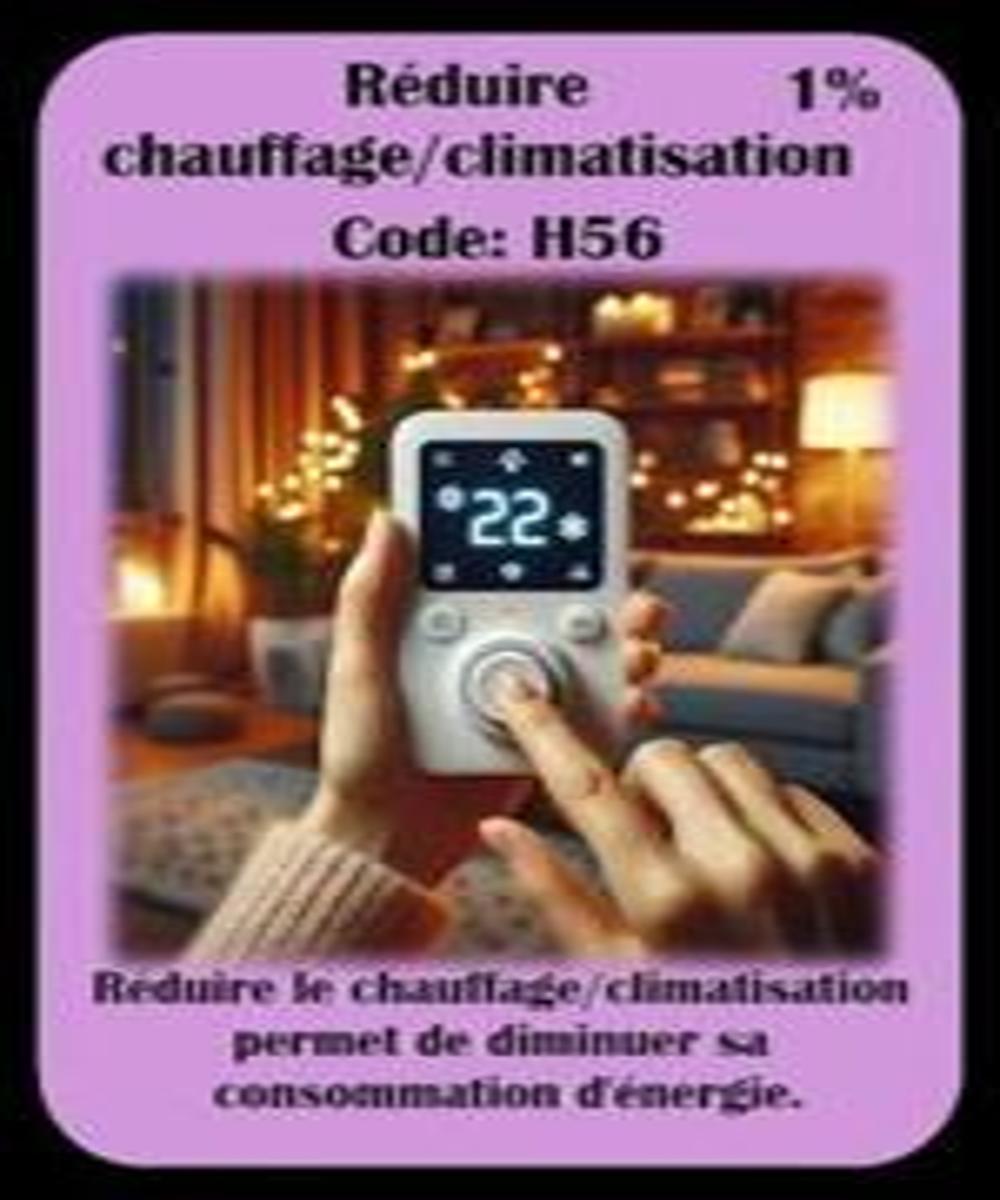 Réduire 1%
chauffage/climatisation
Code: H56
22
Réduire le chauffage/climatisation
permet de diminuer sa
consommation d'énergie.